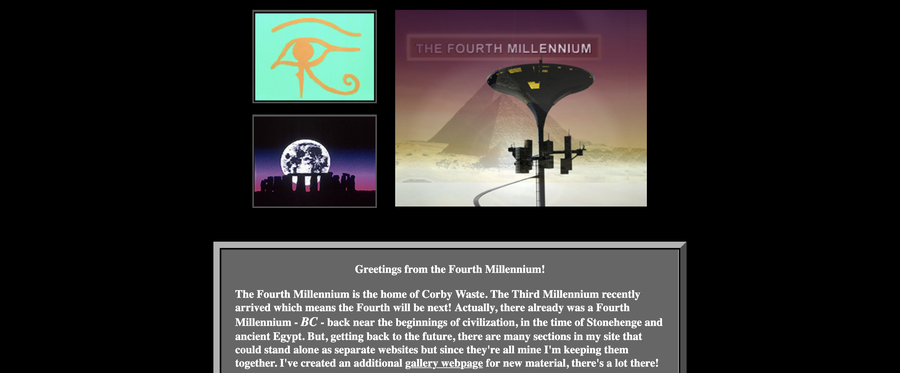 THE FOURTH MILLENNIUM
Greetings from the Fourth Millennium!
The Fourth Millennium is the home of Corby Waste. The Third Millennium recently
arrived which means the Fourth will be next! Actually, there already was a Fourth
Millennium - BC - back near the beginnings of civilization, in the time of Stonehenge and
ancient Egypt. But, getting back to the future, there are many sections in my site that
could stand alone as separate websites but since they're all mine I'm keeping them
together. I've created an additional gallery webpage for new material, there's a lot there!